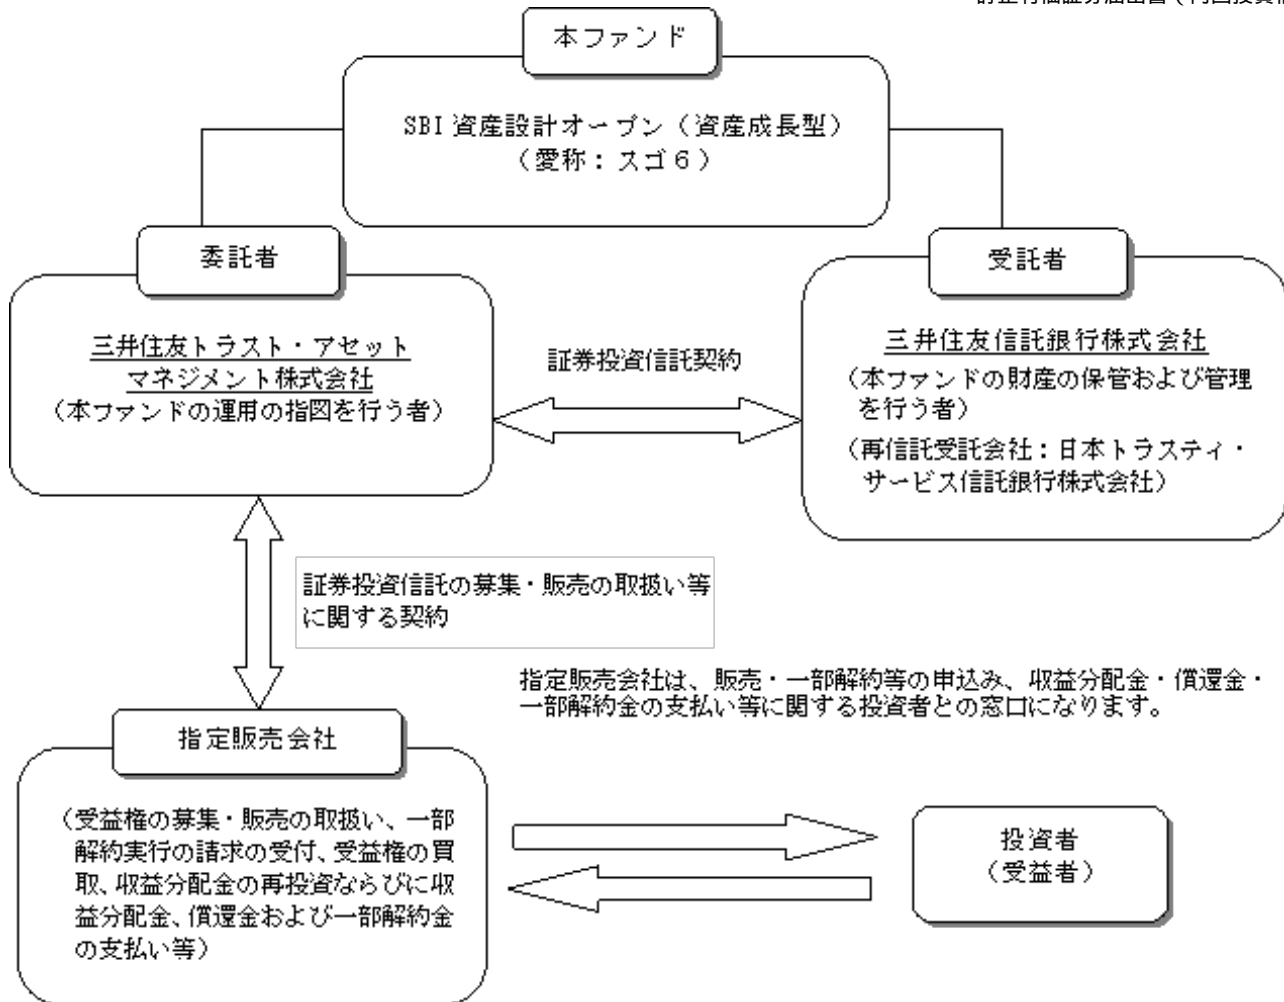 本ファンド
SBI 資産設計オープン（資産成長型）
（愛称：スゴ６）
委託者
受託者
三井住友トラスト・アセット
マネジメント株式会社
（本ファンドの運用の指図を行う者）
証券投資信託契約
三井住友信託銀行株式会社
（本ファンドの財産の保管および管理
を行う者）
（再信託受託会社：日本トラスティ・
サービス信託銀行株式会社）
証券投資信託の募集・販売の取扱い等
に関する契約
指定販売会社は、販売・一部解約等の申込み、収益分配金・償還金・
一部解約金の支払い等に関する投資者との窓口になります。
指定販売会社
（受益権の募集・販売の取扱い、一部
解約実行の請求の受付、受益権の買
取、収益分配金の再投資ならびに収
益分配金、償還金および一部解約金
の支払い等）
投資者
（受益者）